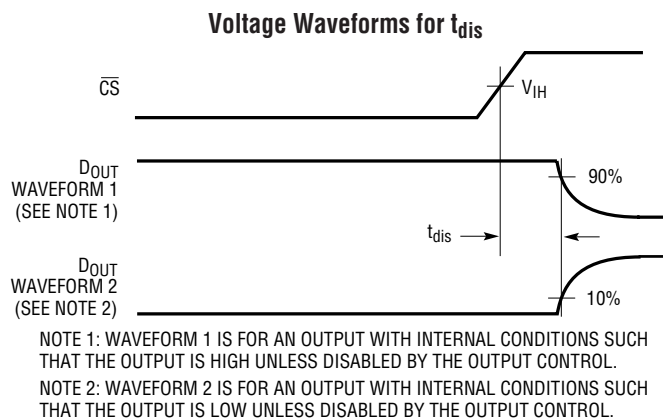 Voltage Waveforms for tdis
CS
VIH
DOUT
WAVEFORM 1
(SEE NOTE 1)
90%
tdis
DOUT
WAVEFORM 2
(SEE NOTE 2)
10%
NOTE 1: WAVEFORM 1 IS FOR AN OUTPUT WITH INTERNAL CONDITIONS SUCH
THAT THE OUTPUT IS HIGH UNLESS DISABLED BY THE OUTPUT CONTROL.
NOTE 2: WAVEFORM 2 IS FOR AN OUTPUT WITH INTERNAL CONDITIONS SUCH
THAT THE OUTPUT IS LOW UNLESS DISABLED BY THE OUTPUT CONTROL.